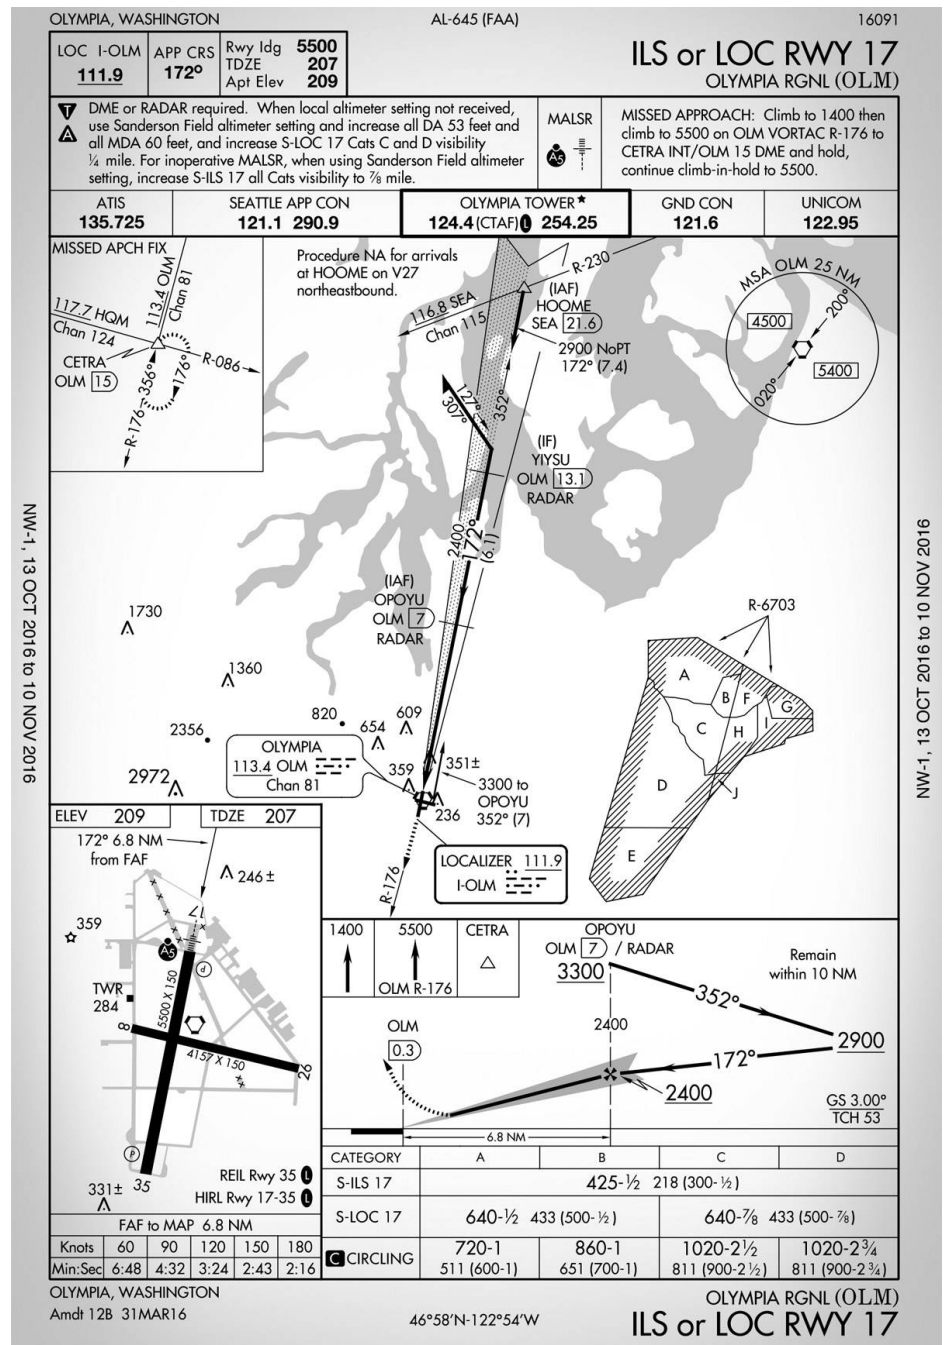 OLYMPIA, WASHINGTON
AL-645 (FAA)
16091
LOC I-OLM
111.9
APP CRS
172°
Rwy ldg 5500
TDZE 207
Apt Elev 209
ILS or LOC RWY 17
OLYMPIA RGNL (OLM)
T
A
DME or RADAR required. When local altimeter setting not received,
use Sanderson Field altimeter setting and increase all DA 53 feet and
all MDA 60 feet, and increase S-LOC 17 Cats C and D visibility
¼ mile. For inoperative MALSR, when using Sanderson Field altimeter
setting, increase S-ILS 17 all Cats visibility to ⅞ mile.
MALSR
A5
MISSED APPROACH: Climb to 1400 then
climb to 5500 on OLM VORTAC R-176 to
CETRA INT/OLM 15 DME and hold,
continue climb-in-hold to 5500.
ATIS
135.725
SEATTLE APP CON
121.1 290.9
OLYMPIA TOWER★
124.4 (CTAF) L 254.25
GND CON
121.6
UNICOM
122.95
MISSED APCH FIX
113.4 OLM
Chan 81
117.7 HQM
Chan 124
CETRA
OLM 15
R-086
356°
176°
R-176
Procedure NA for arrivals
at HOOME on V27
northeastbound.
R-230
116.8 SEA
Chan 115
(IAF)
HOOME
SEA 21.6
2900 NoPT
172° (7.4)
MSA OLM 25 NM
4500
200°
5400
020°
127°
307°
352°
(IF)
YIYSU
OLM 13.1
RADAR
2400
172°
(6.1)
(IAF)
OPOYU
OLM 7
RADAR
R-6703
A
B
F
G
C
H
I
D
J
E
1730
1360
2356
820
654
609
2972
359
351±
236
OLYMPIA
113.4 OLM
Chan 81
3300 to
OPOYU
352° (7)
LOCALIZER 111.9
I-OLM
R-176
NW-1, 13 OCT 2016 to 10 NOV 2016
NW-1, 13 OCT 2016 to 10 NOV 2016
ELEV 209
TDZE 207
172° 6.8 NM
from FAF
246±
359
17
A5
P
TWR
284
5500 X 150
8
4157 X 150
26
P
35
331±
REIL Rwy 35 L
HIRL Rwy 17-35 L
FAF to MAP 6.8 NM
Knots 60 90 120 150 180
Min:Sec 6:48 4:32 3:24 2:43 2:16
1400
5500
OLM R-176
CETRA
OPOYU
OLM 7 / RADAR
3300
Remain
within 10 NM
352°
2400
2900
172°
2400
OLM
0.3
GS 3.00°
TCH 53
6.8 NM
CATEGORY A B C D
S-ILS 17 425-½ 218 (300-½)
S-LOC 17 640-½ 433 (500-½) 640-⅞ 433 (500-⅞)
C CIRCLING
720-1 860-1 1020-2½ 1020-2¾
511 (600-1) 651 (700-1) 811 (900-2½) 811 (900-2¾)
OLYMPIA, WASHINGTON
Amdt 12B 31MAR16
46°58'N-122°54'W
OLYMPIA RGNL (OLM)
ILS or LOC RWY 17